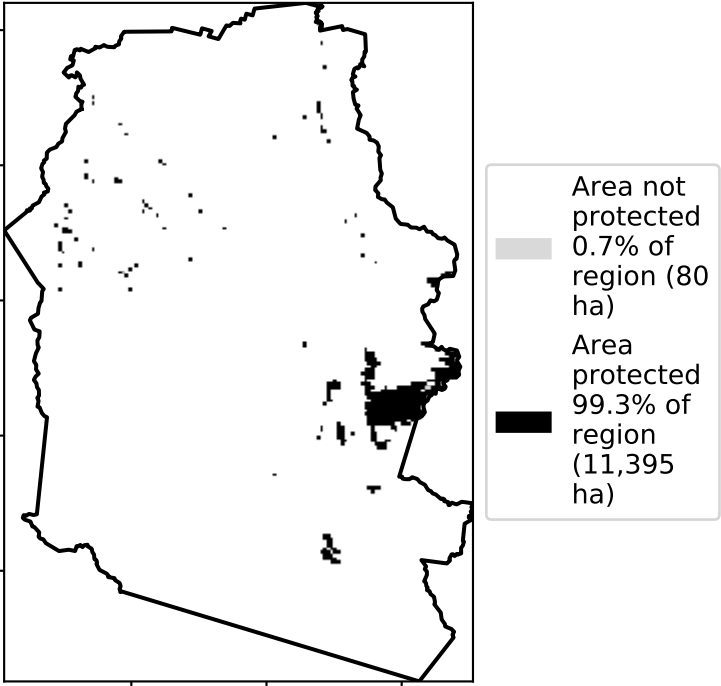 Area not
protected
0.7% of
region (80
ha)
Area
protected
99.3% of
region
(11,395
ha)